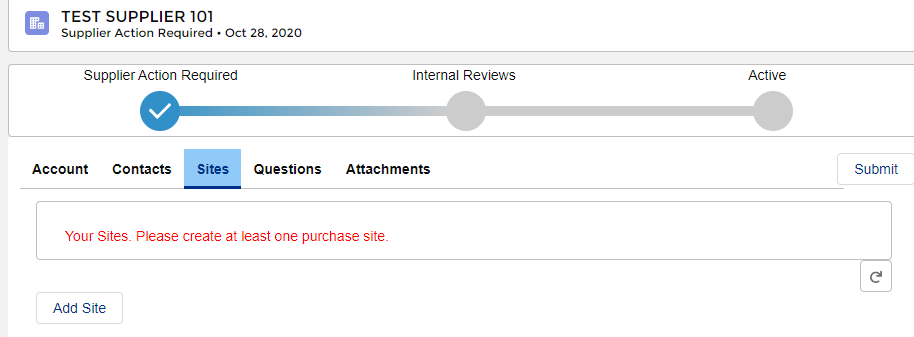 TEST SUPPLIER 101
Supplier Action Required • Oct 28, 2020
Supplier Action Required
Internal Reviews
Active
Account
Contacts
Sites
Questions
Attachments
Submit
Your Sites. Please create at least one purchase site.
Add Site